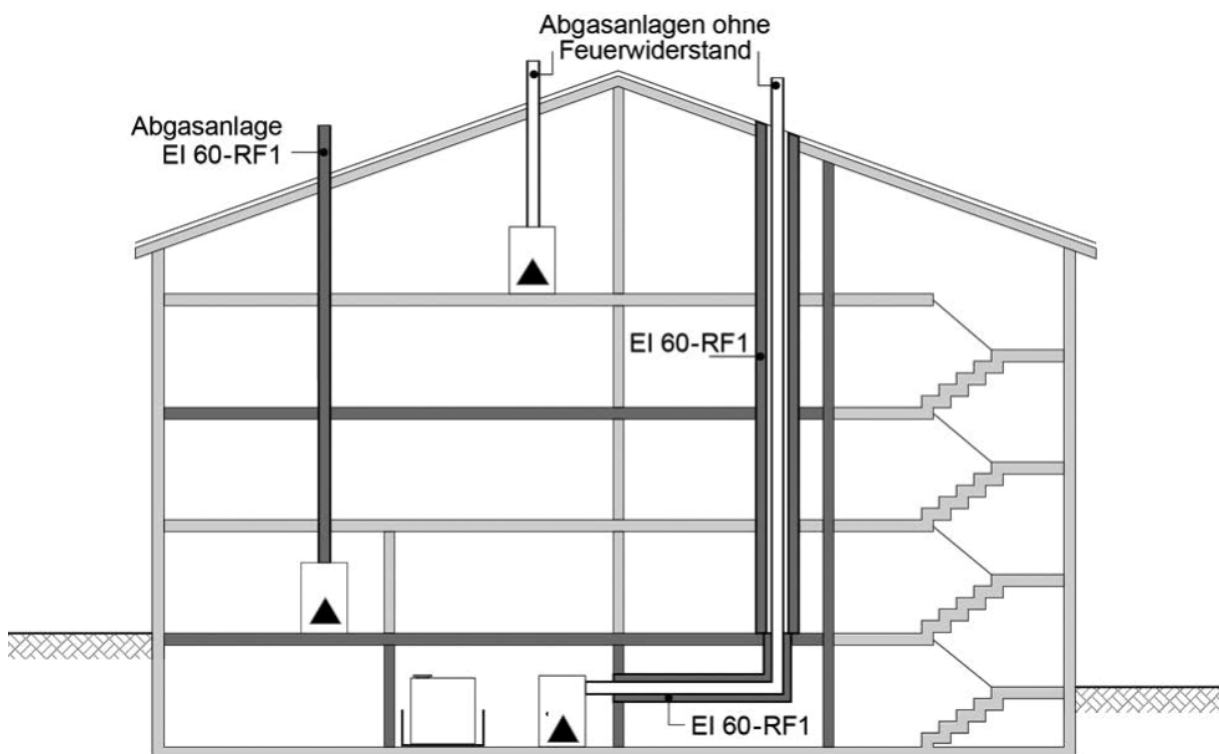 Abgasanlagen ohne
Feuerwiderstand
Abgasanlage
EI 60-RF1
EI 60-RF1
EI 60-RF1